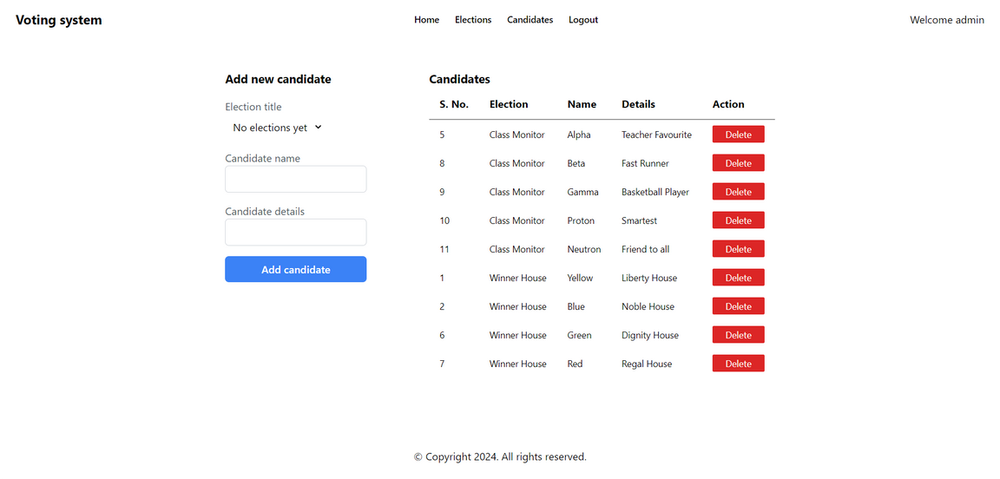 Voting system
Home Elections Candidates Logout
Welcome admin
Add new candidate
Election title
No elections yet
Candidate name
Candidate details
Add candidate
Candidates
S. No. Election Name Details Action
5 Class Monitor Alpha Teacher Favourite Delete
8 Class Monitor Beta Fast Runner Delete
9 Class Monitor Gamma Basketball Player Delete
10 Class Monitor Proton Smartest Delete
11 Class Monitor Neutron Friend to all Delete
1 Winner House Yellow Liberty House Delete
2 Winner House Blue Noble House Delete
6 Winner House Green Dignity House Delete
7 Winner House Red Regal House Delete
© Copyright 2024. All rights reserved.